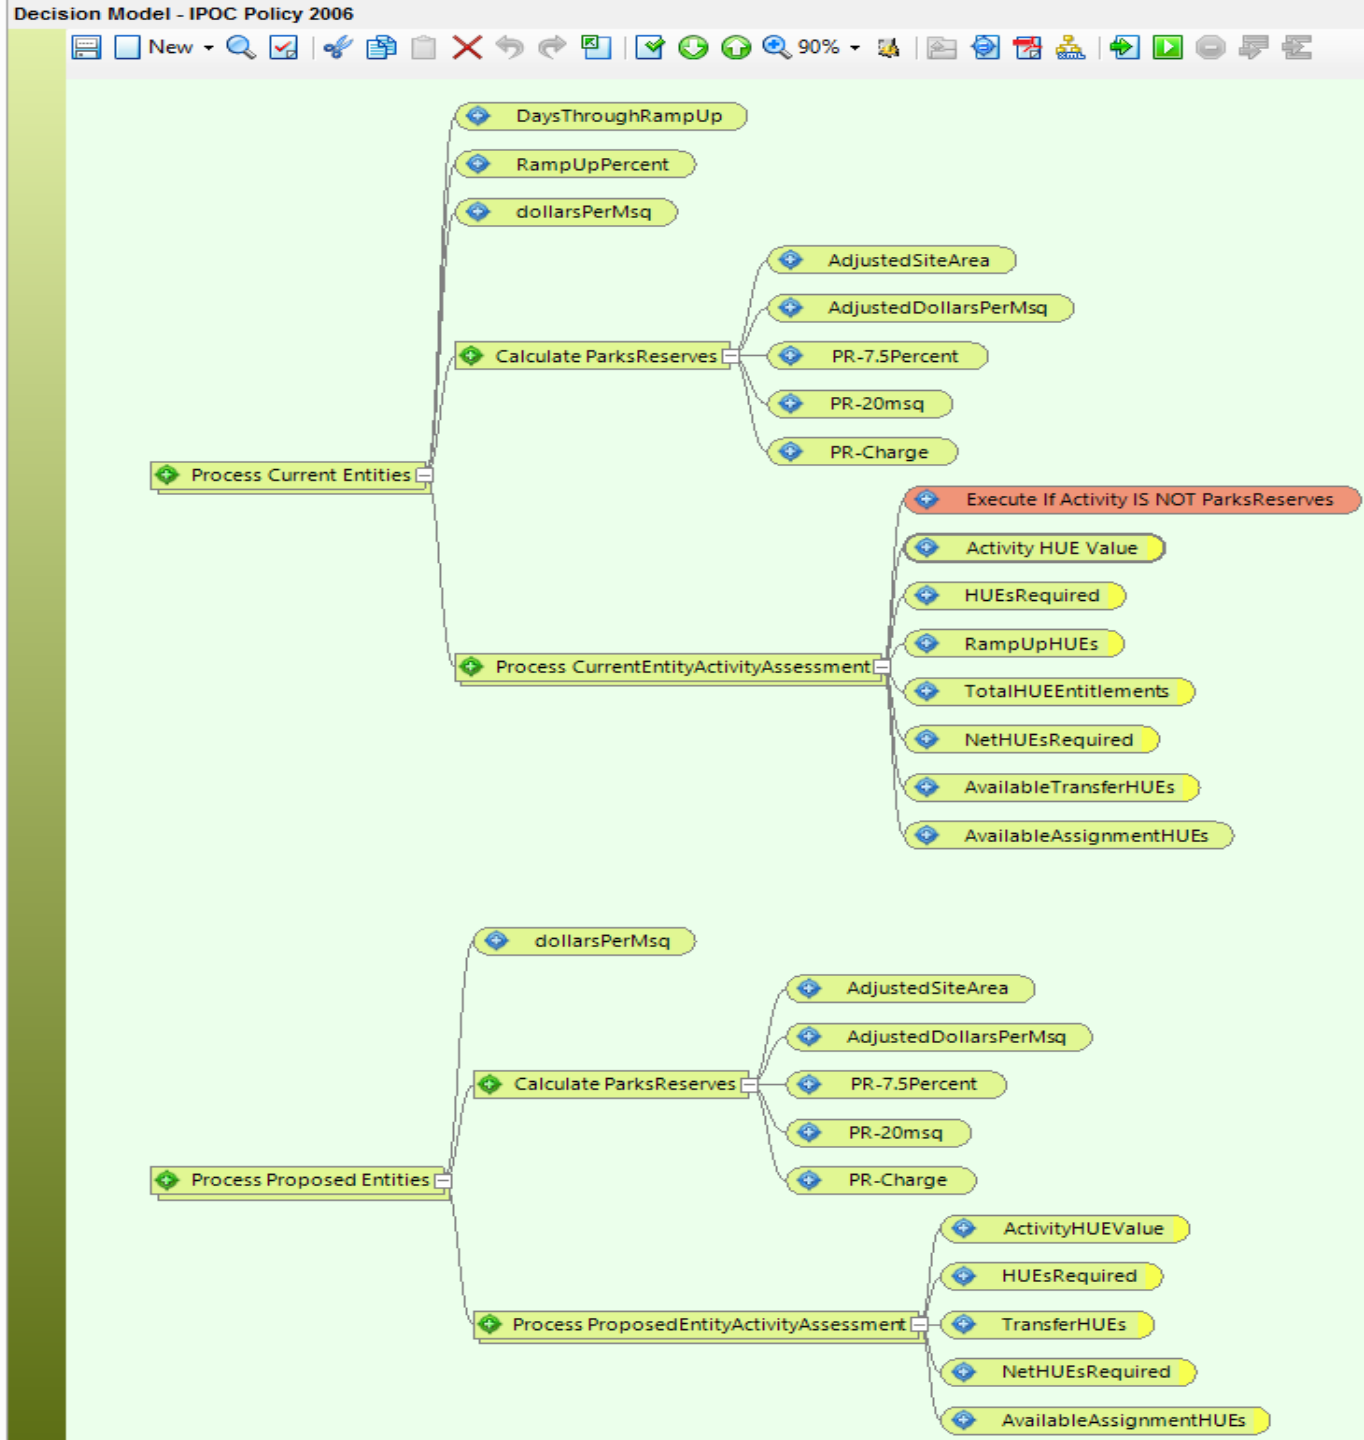 Decision Model - IPOC Policy 2006
New
90%
DaysThroughRampUp
RampUpPercent
dollarsPerMsq
AdjustedSiteArea
AdjustedDollarsPerMsq
Calculate ParksReserves
PR-7.5Percent
PR-20msq
PR-Charge
Process Current Entities
Execute If Activity IS NOT ParksReserves
Activity HUE Value
HUEsRequired
RampUpHUEs
Process CurrentEntityActivityAssessment
TotalHUEEntitlements
NetHUEsRequired
AvailableTransferHUEs
AvailableAssignmentHUEs
dollarsPerMsq
AdjustedSiteArea
AdjustedDollarsPerMsq
Calculate ParksReserves
PR-7.5Percent
PR-20msq
Process Proposed Entities
PR-Charge
ActivityHUEValue
HUEsRequired
Process ProposedEntityActivityAssessment
TransferHUEs
NetHUEsRequired
AvailableAssignmentHUEs